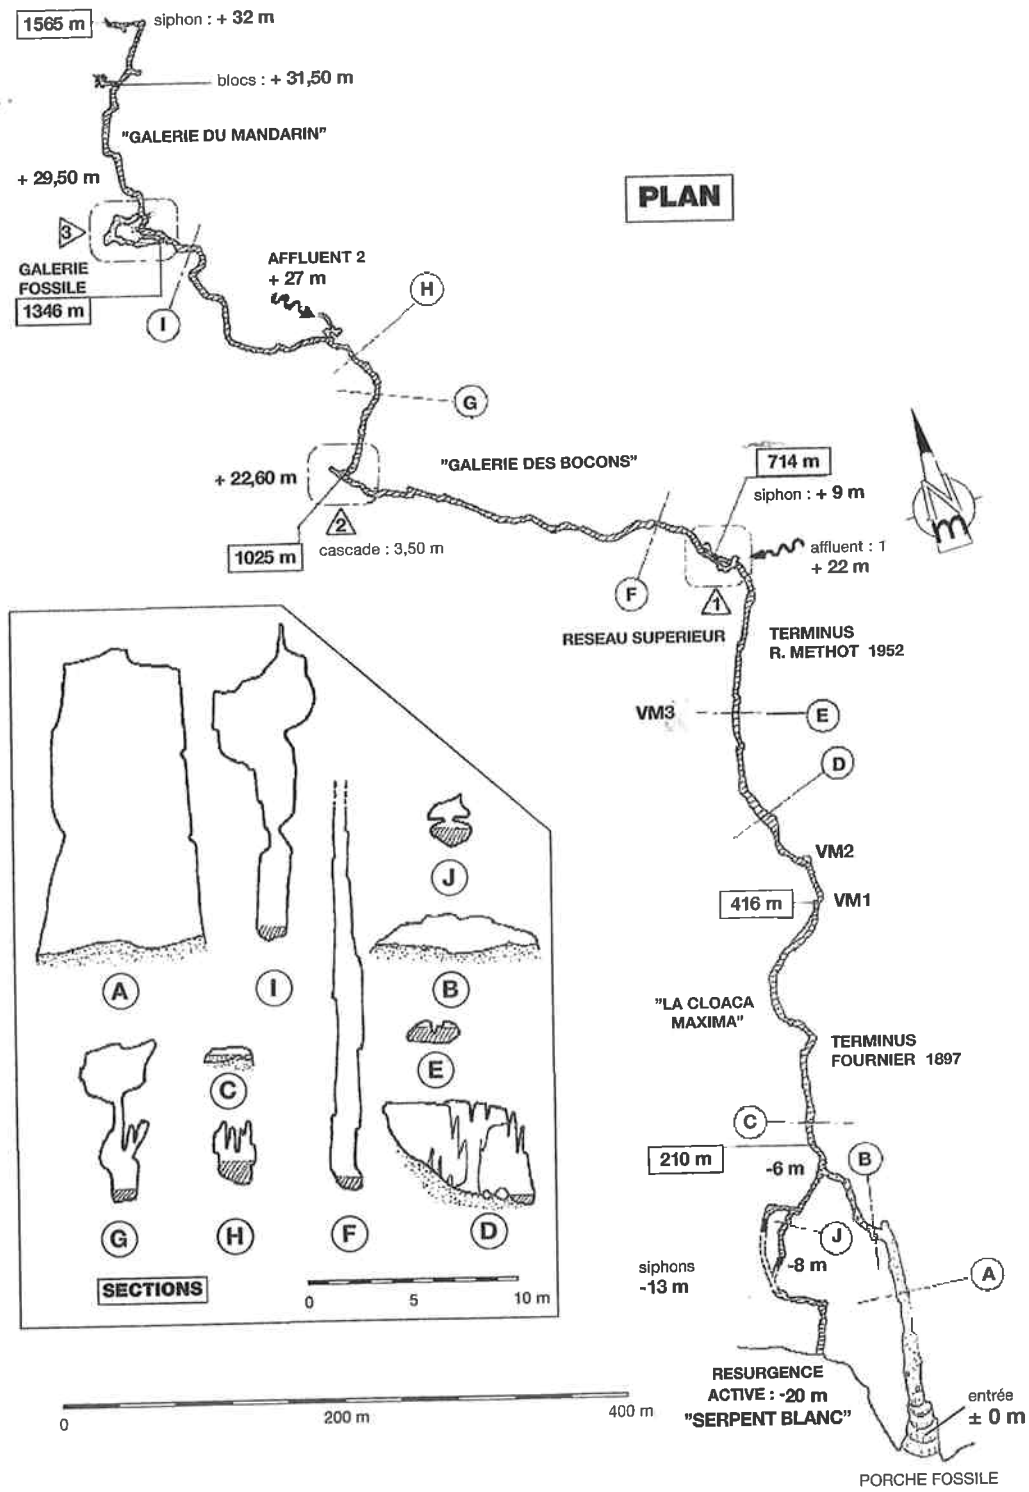 1565 m
siphon : + 32 m
blocs : + 31,50 m
"GALERIE DU MANDARIN"
+ 29,50 m
PLAN
3
GALERIE
FOSSILE
1346 m
I
AFFLUENT 2
+ 27 m
H
G
"GALERIE DES BOCONS"
+ 22,60 m
2
cascade : 3,50 m
1025 m
714 m
siphon : + 9 m
affluent : 1
+ 22 m
N
m
F
1
RESEAU SUPERIEUR
TERMINUS
R. METHOT 1952
VM3
E
D
VM2
416 m
VM1
"LA CLOACA
MAXIMA"
TERMINUS
FOURNIER 1897
C
210 m
-6 m
B
J
-8 m
siphons
-13 m
A
RESURGENCE
ACTIVE : -20 m
"SERPENT BLANC"
entrée
± 0 m
PORCHE FOSSILE
J
A
I
B
C
E
G
H
F
D
SECTIONS
0
5
10 m
0
200 m
400 m